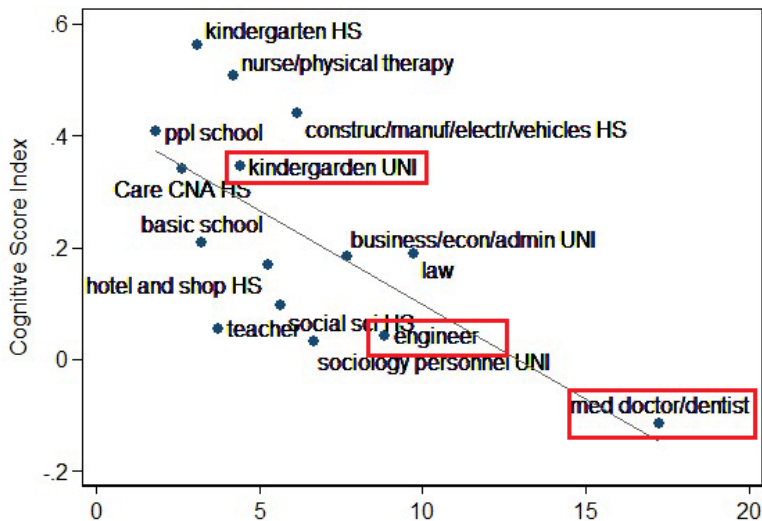 .6
kindergarten HS
nurse/physical therapy
.4
ppl school
construc/manuf/electr/vehicles HS
kindergarden UNI
Care CNA HS
basic school
.2
business/econ/admin UNI
law
hotel and shop HS
social sci HS
teacher
engineer
0
sociology personnel UNI
med doctor/dentist
-.2
Cognitive Score Index
0 5 10 15 20